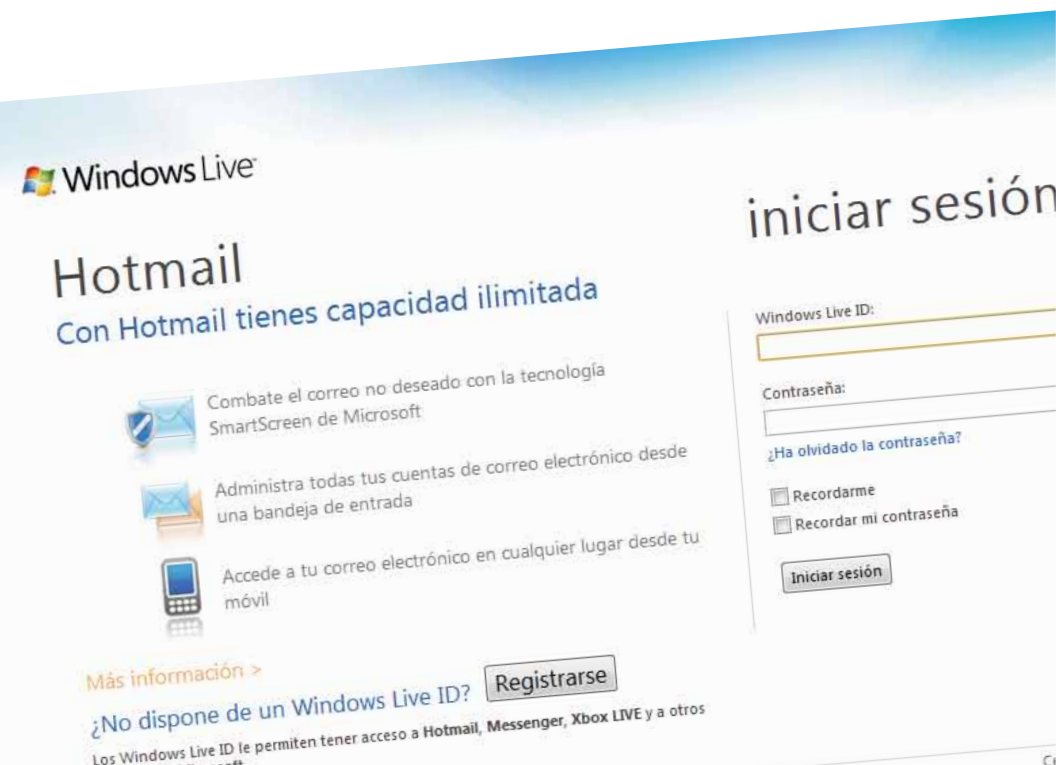 Windows Live
Hotmail
Con Hotmail tienes capacidad ilimitada
Combate el correo no deseado con la tecnología
SmartScreen de Microsoft
Administra todas tus cuentas de correo electrónico desde
una bandeja de entrada
Accede a tu correo electrónico en cualquier lugar desde tu
móvil
Más información >
¿No dispone de un Windows Live ID?
Registrarse
Los Windows Live ID le permiten tener acceso a Hotmail, Messenger, Xbox LIVE y a otros
iniciar sesión
Windows Live ID:
Contraseña:
¿Ha olvidado la contraseña?
Recordarme
Recordar mi contraseña
Iniciar sesión